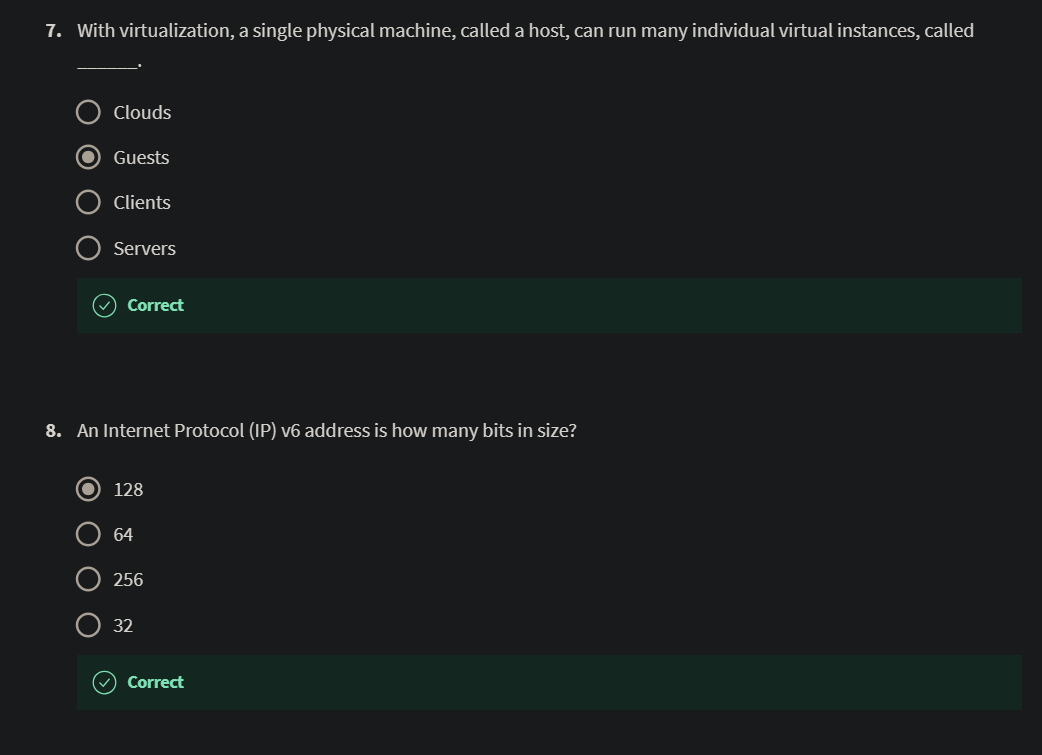 7. With virtualization, a single physical machine, called a host, can run many individual virtual instances, called
______.
Clouds
Guests
Clients
Servers
Correct
8. An Internet Protocol (IP) v6 address is how many bits in size?
128
64
256
32
Correct